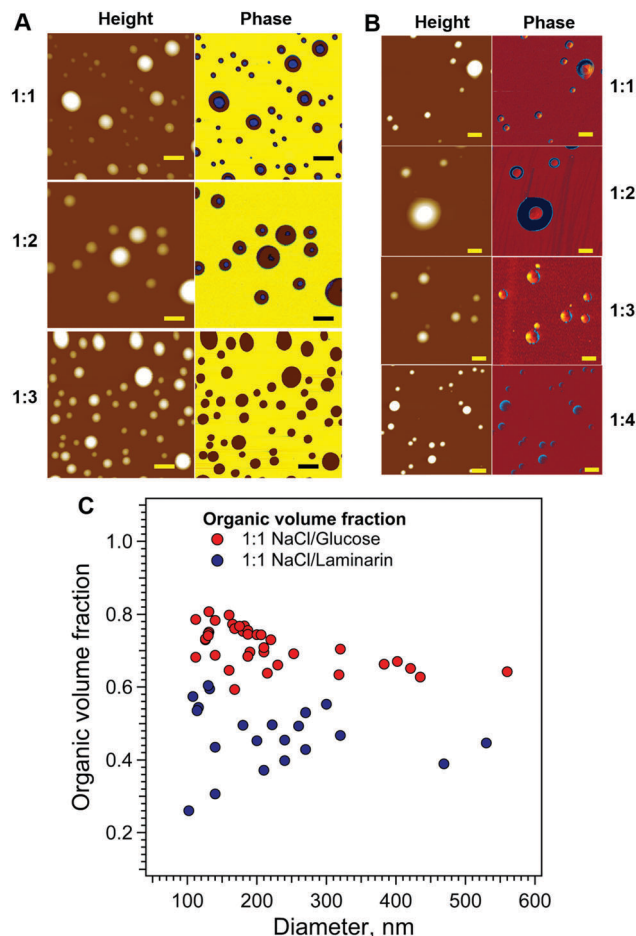 A
Height Phase
1:1
1:2
1:3
B
Height Phase
1:1
1:2
1:3
1:4
C
Organic volume fraction
1:1 NaCl/Glucose
1:1 NaCl/Laminarin
1.0
0.8
0.6
0.4
0.2
Organic volume fraction
100 200 300 400 500 600
Diameter, nm